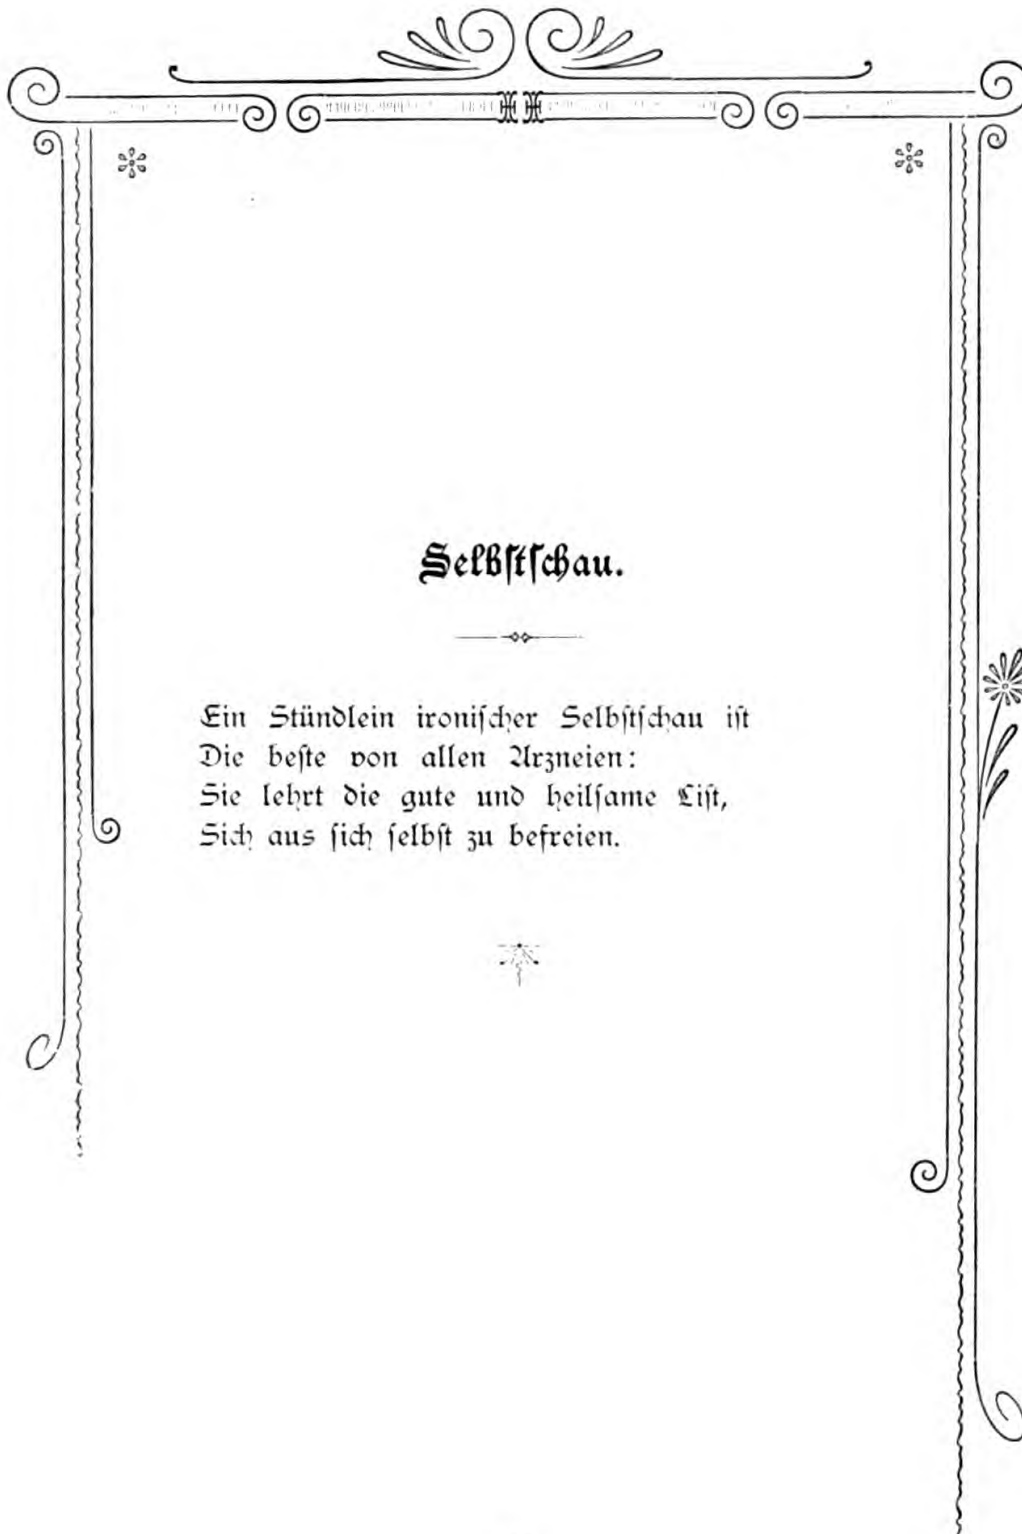 Selbstschau.
Ein Stündlein ironischer Selbstschau ist
Die beste von allen Arzneien:
Sie lehrt die gute und heilsame List,
Sich aus sich selbst zu befreien.